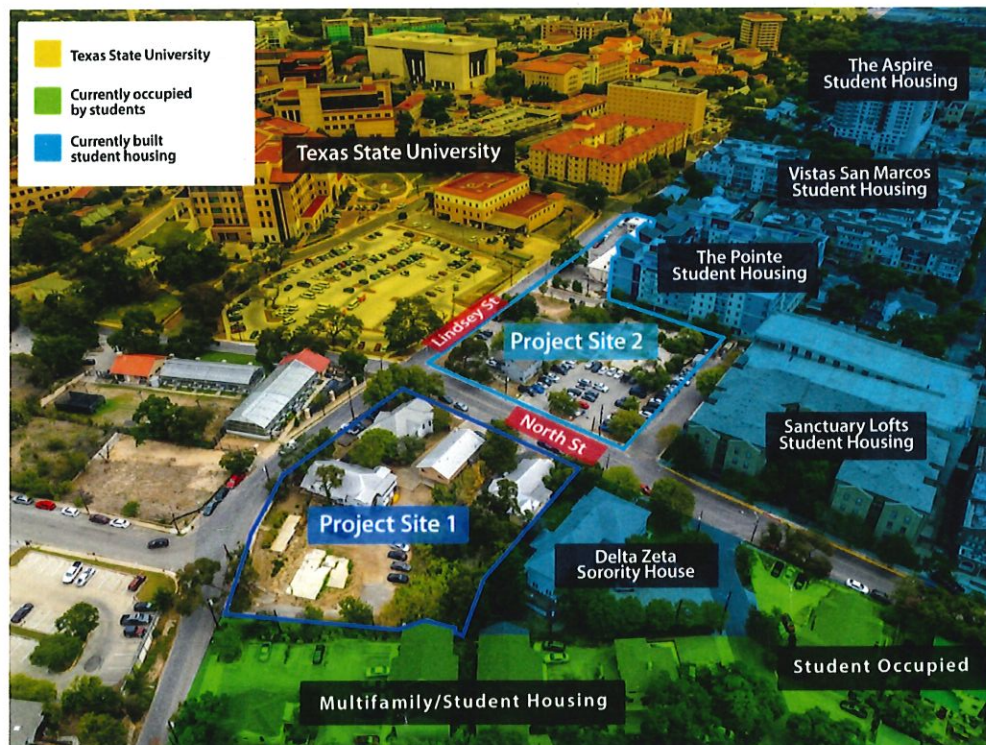 Texas State University
Currently occupied
by students
Currently built
student housing
The Aspire
Student Housing
Texas State University
Vistas San Marcos
Student Housing
The Pointe
Student Housing
Lindsey St
Project Site 2
North St
Sanctuary Lofts
Student Housing
Project Site 1
Delta Zeta
Sorority House
Student Occupied
Multifamily/Student Housing